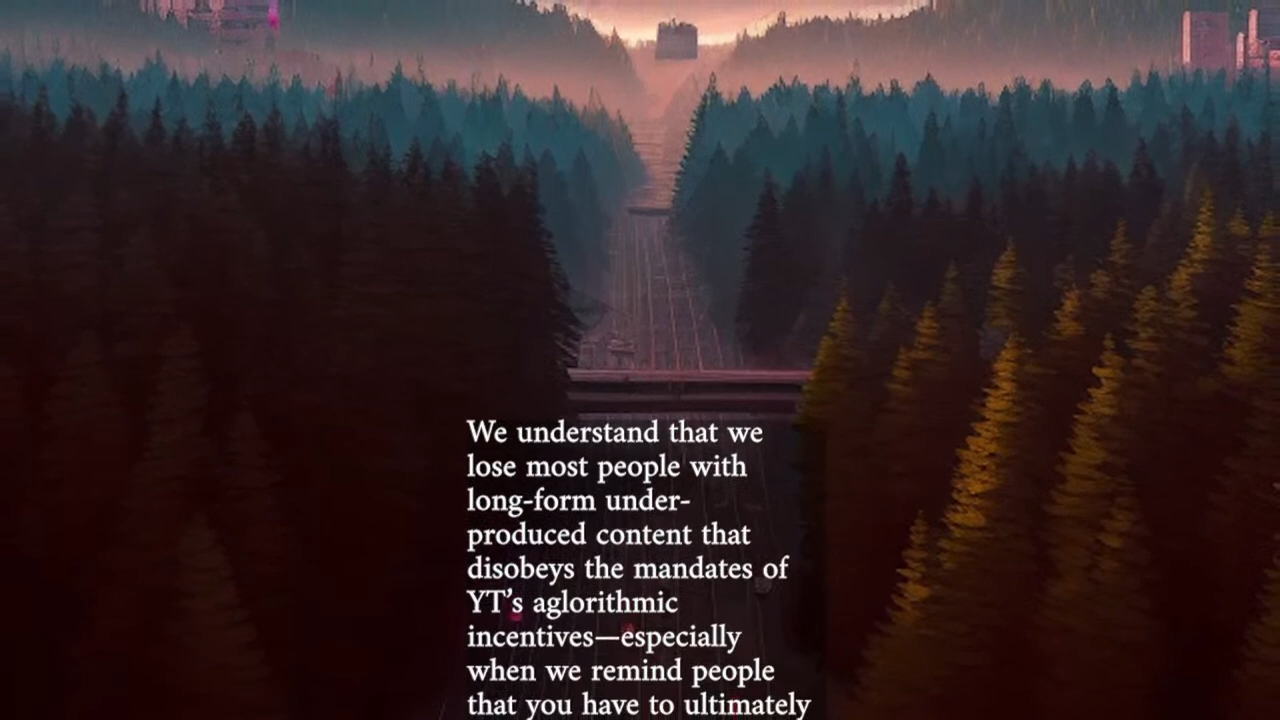 We understand that we
lose most people with
long-form under-
produced content that
disobeys the mandates of
YT’s aglorithmic
incentives—especially
when we remind people
that you have to ultimately